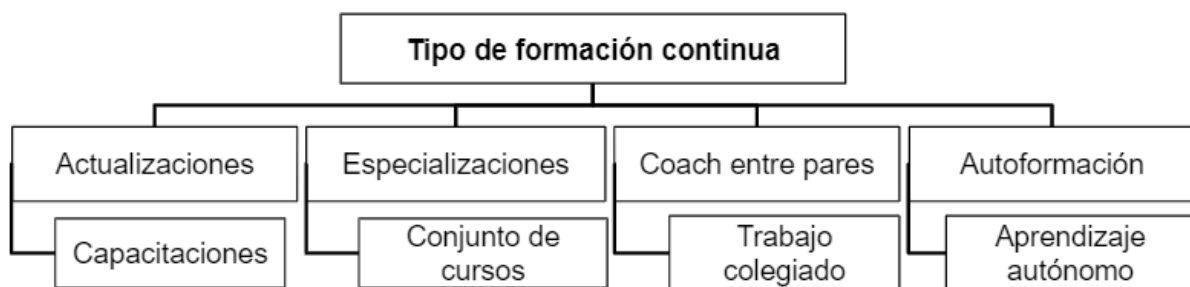 Tipo de formación continua
Actualizaciones
Especializaciones
Coach entre pares
Autoformación
Capacitaciones
Conjunto de
cursos
Trabajo
colegiado
Aprendizaje
autónomo